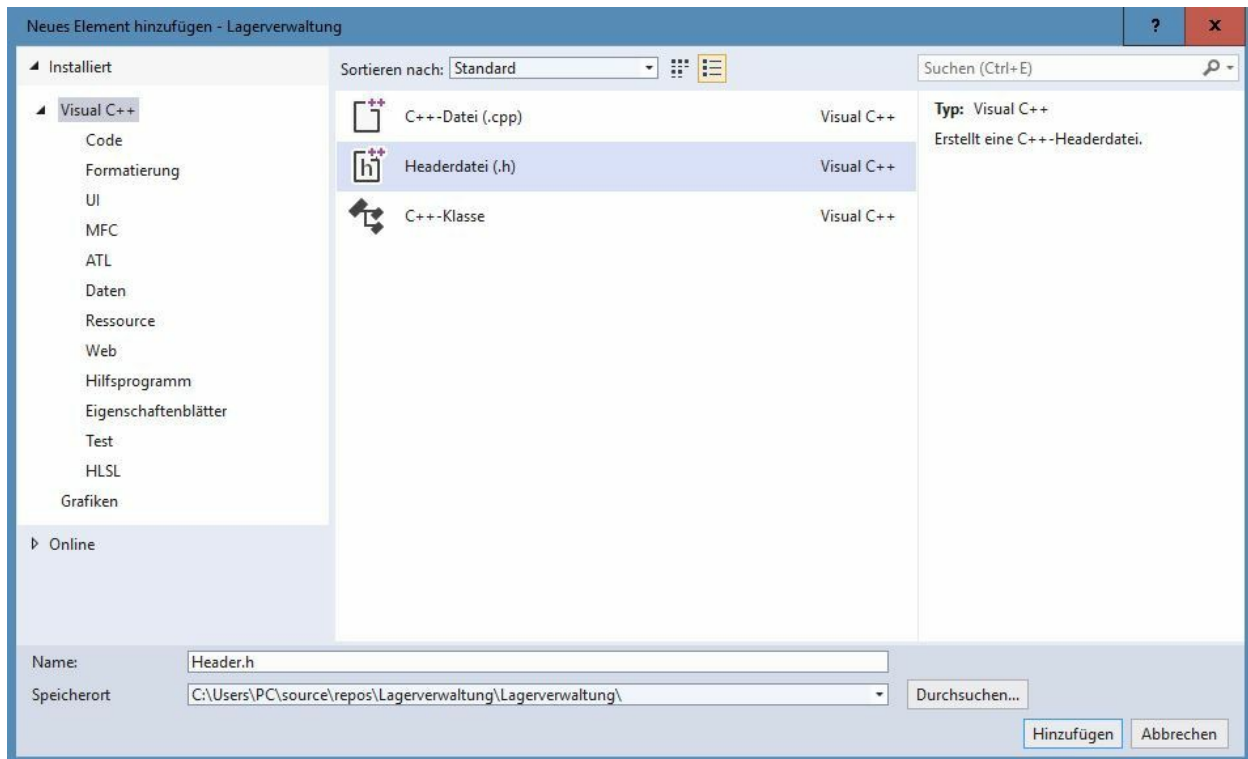 Neues Element hinzufügen - Lagerverwaltung
? x
Installiert
Visual C++
Code
Formatierung
UI
MFC
ATL
Daten
Ressource
Web
Hilfsprogramm
Eigenschaftenblätter
Test
HLSL
Grafiken
Online
Sortieren nach: Standard
C++-Datei (.cpp) Visual C++
Headerdatei (.h) Visual C++
C++-Klasse Visual C++
Suchen (Ctrl+E)
Typ: Visual C++
Erstellt eine C++-Headerdatei.
Name: Header.h
Speicherort C:\Users\PC\source\repos\Lagerverwaltung\Lagerverwaltung\ Durchsuchen...
Hinzufügen Abbrechen